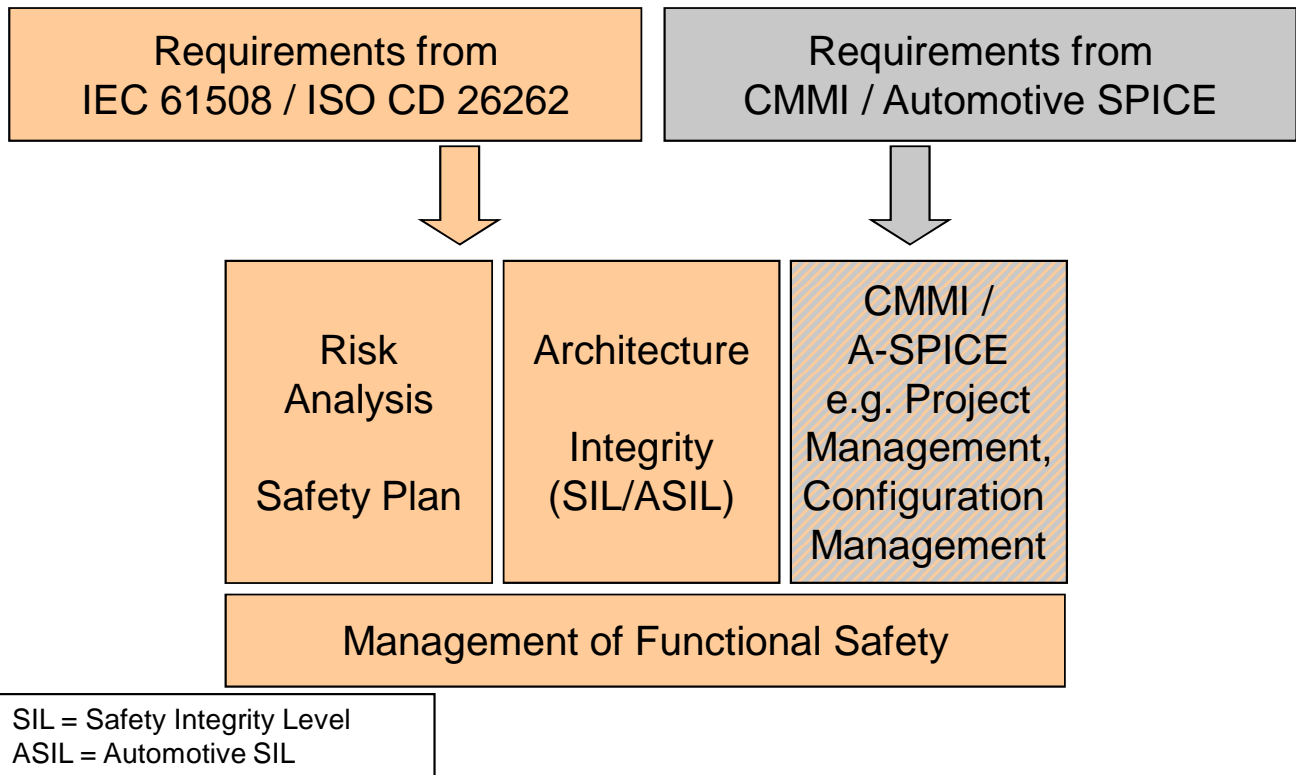 Requirements from
IEC 61508 / ISO CD 26262
Requirements from
CMMI / Automotive SPICE
Risk
Analysis
Safety Plan
Architecture
Integrity
(SIL/ASIL)
CMMI /
A-SPICE
e.g. Project
Management,
Configuration
Management
Management of Functional Safety
SIL = Safety Integrity Level
ASIL = Automotive SIL